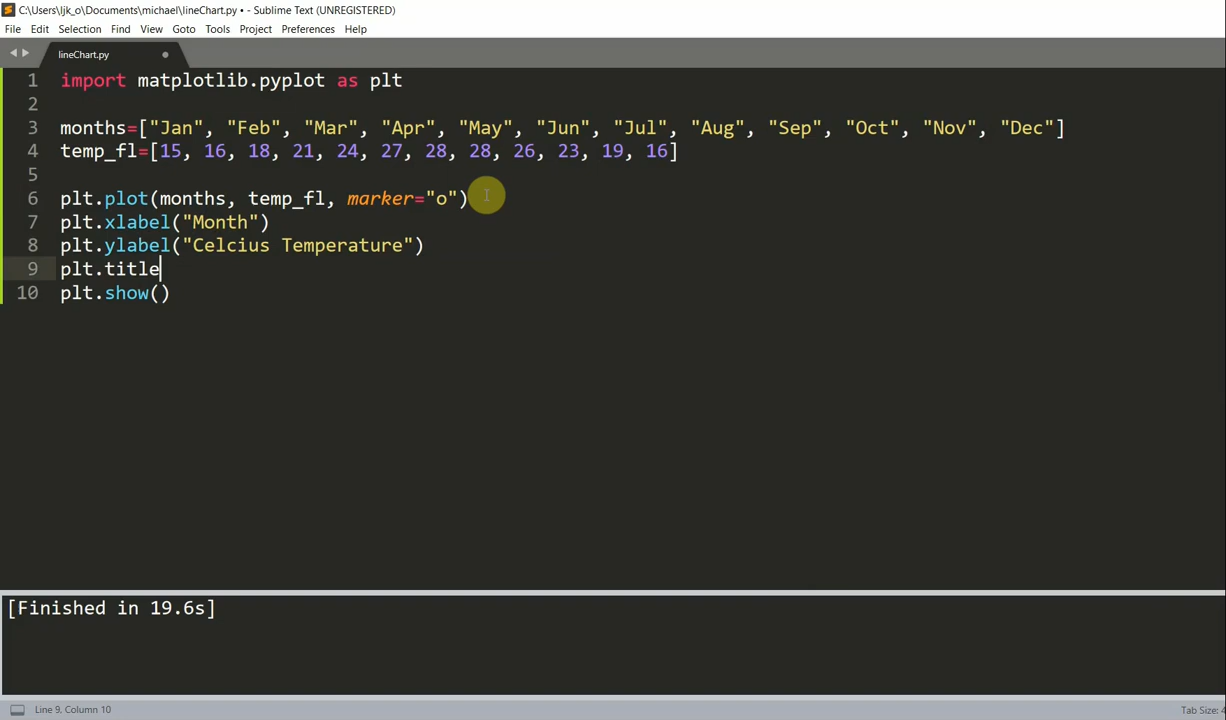 C:\Users\ljk_o\Documents\michael\lineChart.py • - Sublime Text (UNREGISTERED)
File Edit Selection Find View Goto Tools Project Preferences Help
lineChart.py
1 import matplotlib.pyplot as plt
2
3 months=["Jan", "Feb", "Mar", "Apr", "May", "Jun", "Jul", "Aug", "Sep", "Oct", "Nov", "Dec"]
4 temp_fl=[15, 16, 18, 21, 24, 27, 28, 28, 26, 23, 19, 16]
5
6 plt.plot(months, temp_fl, marker="o")
7 plt.xlabel("Month")
8 plt.ylabel("Celcius Temperature")
9 plt.title
10 plt.show()
[Finished in 19.6s]
Line 9, Column 10 Tab Size: 4